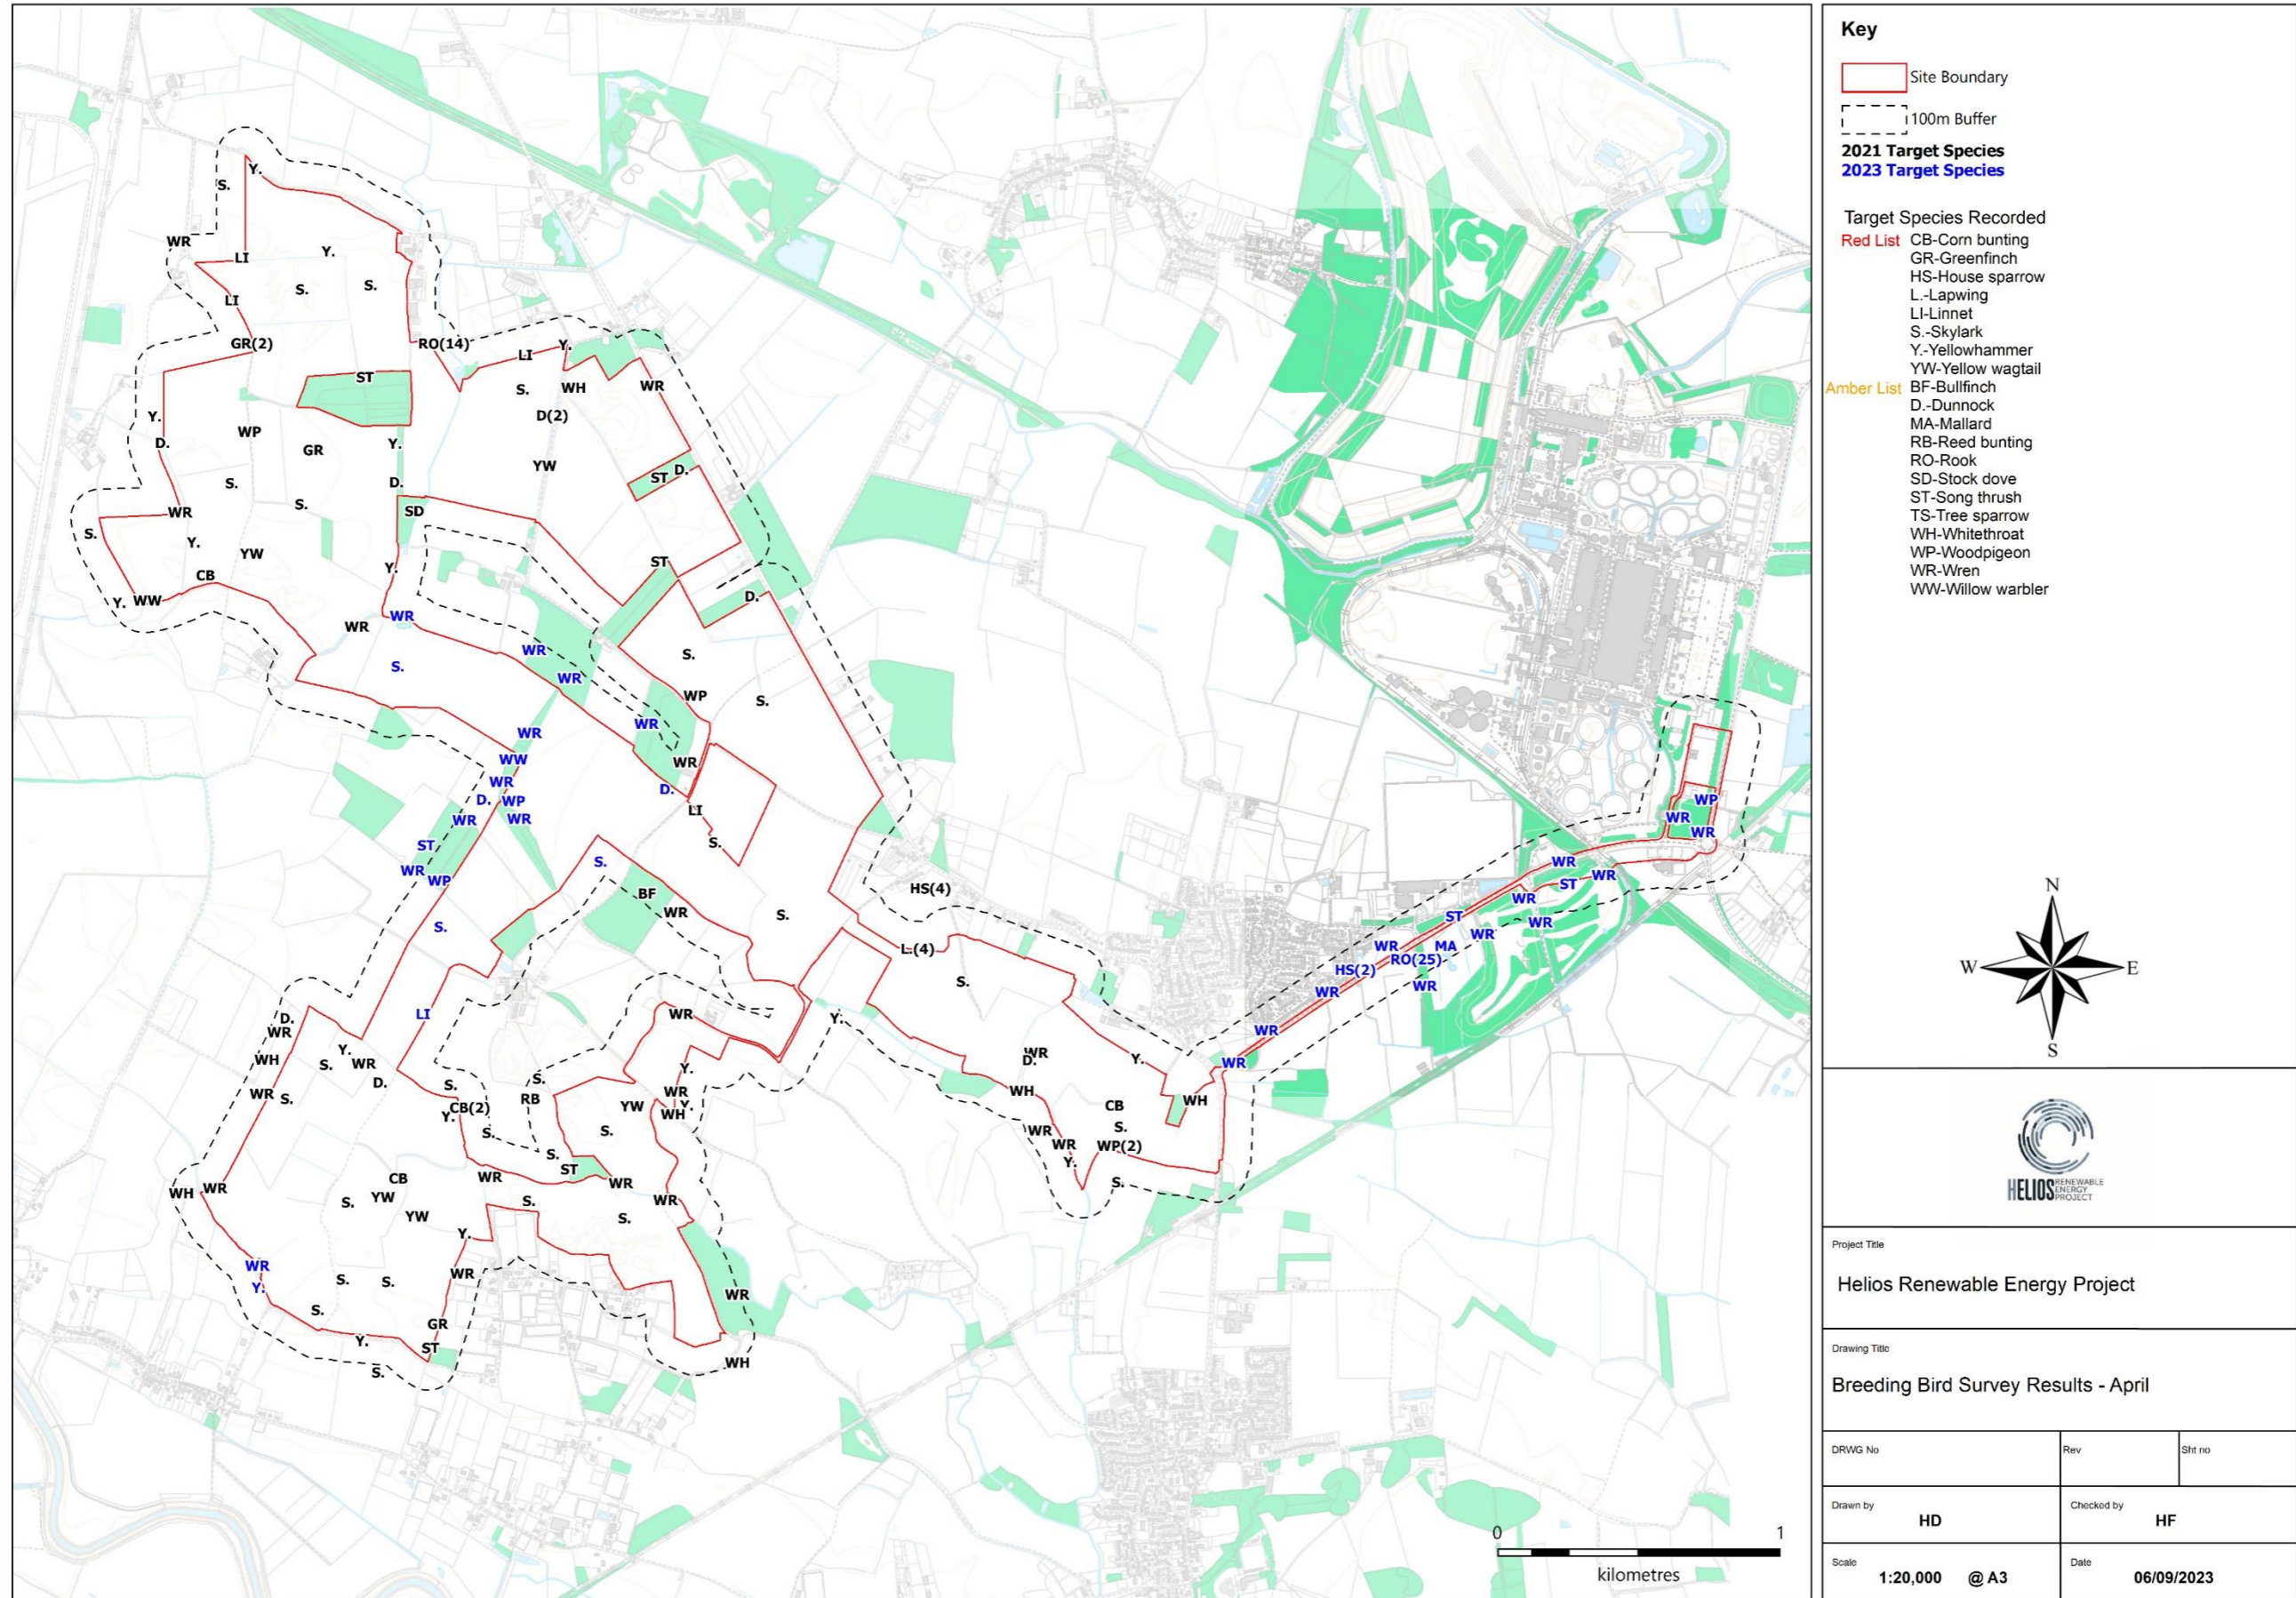 Y.
S.
WR
LI
Y.
S.
S.
LI
GR(2)
RO(14)
LI
Y.
ST
S.
WH
WR
D(2)
Y.
D.
WP
GR
Y.
YW
ST
D.
S.
D.
S.
SD
WR
S.
Y.
YW
CB
Y.
ST
Y.
WW
D.
WR
WR
S.
WR
WR
S.
WP
S.
WR
WR
WW
WR
WR
D.
D.
WP
WR
WR
LI
S.
ST
WR
WP
S.
BF
WR
HS(4)
S.
S.
L.(4)
S.
LI
WR
D.
WR
WH
Y.
S.
WR
D.
WR
S.
S.
Y.
CB(2)
S.
S.
RB
YW
Y.
WR
Y.
WH
S.
S.
ST
WR
WR
WR
Y.
WR
D.
WH
Y.
WH
CB
S.
WP(2)
WR
WR
Y.
S.
WH
WR
CB
S.
YW
YW
S.
S.
Y.
WR
Y.
S.
S.
S.
WR
GR
ST
Y.
S.
WR
WH
WP
WR
WR
WR
WR
ST
WR
ST
WR
WR
WR
MA
RO(25)
HS(2)
WR
WR
WR
WR
0
1
kilometres
Key
Site Boundary
100m Buffer
2021 Target Species
2023 Target Species
Target Species Recorded
Red List CB-Corn bunting
GR-Greenfinch
HS-House sparrow
L.-Lapwing
LI-Linnet
S.-Skylark
Y.-Yellowhammer
YW-Yellow wagtail
Amber List BF-Bullfinch
D.-Dunnock
MA-Mallard
RB-Reed bunting
RO-Rook
SD-Stock dove
ST-Song thrush
TS-Tree sparrow
WH-Whitethroat
WP-Woodpigeon
WR-Wren
WW-Willow warbler
N
W
E
S
HELIOS RENEWABLE ENERGY PROJECT
Project Title
Helios Renewable Energy Project
Drawing Title
Breeding Bird Survey Results - April
DRWG No
Rev
Sht no
Drawn by
HD
Checked by
HF
Scale
1:20,000 @ A3
Date
06/09/2023